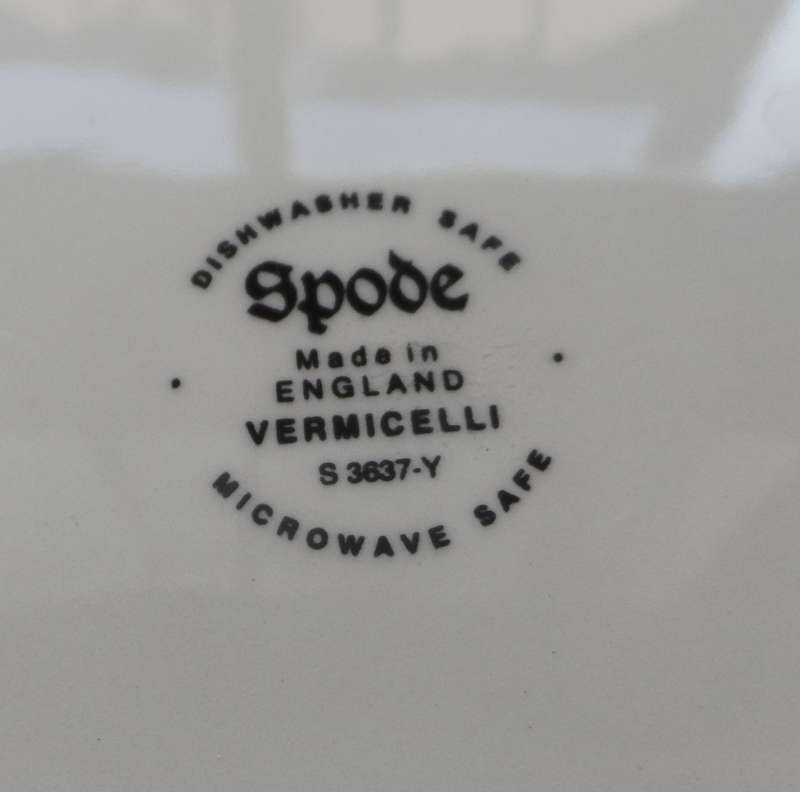 DISHWASHER SAFE
Spode
Made in
ENGLAND
VERMICELLI
S 3637-Y
MICROWAVE SAFE